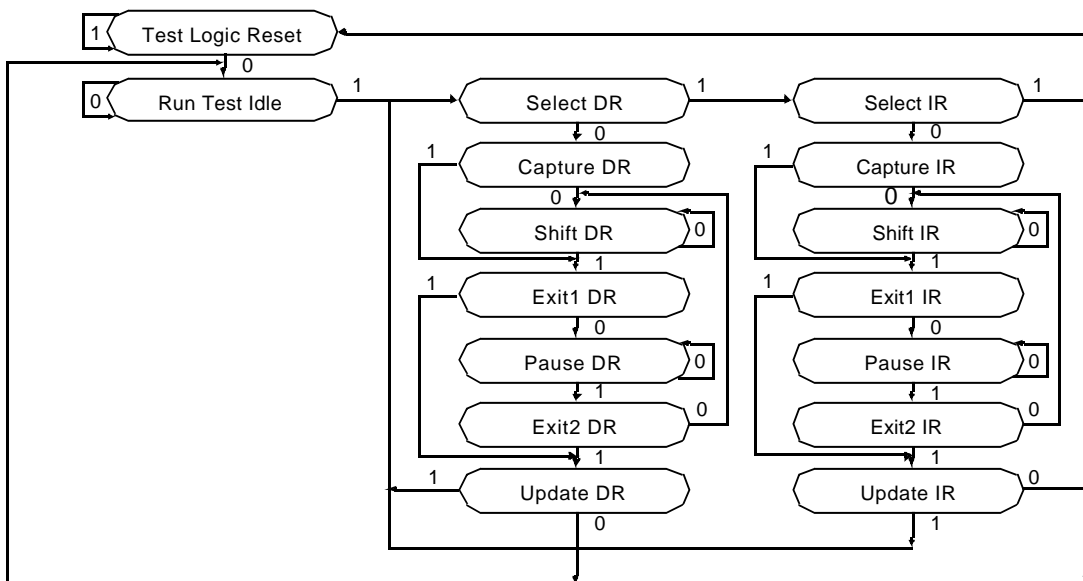 1
Test Logic Reset
0
0
Run Test Idle
1
Select DR
1
Select IR
1
0
0
1
Capture DR
1
Capture IR
0
0
Shift DR
0
Shift IR
0
1
1
1
Exit1 DR
1
Exit1 IR
0
0
Pause DR
0
Pause IR
0
1
1
Exit2 DR
0
Exit2 IR
0
1
1
1
Update DR
Update IR
0
0
1